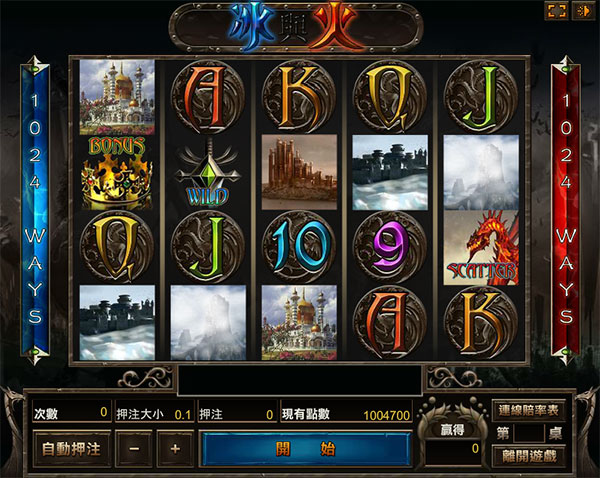 冰與火
1024 WAYS
1024 WAYS
A K Q J
BONUS WILD
Q J 10 9 SCATTER
A K
次數 0 押注大小 0.1 押注 0 現有點數 1004700
贏得 0
連線賠率表
第 桌
自動押注 − + 開始 離開遊戲